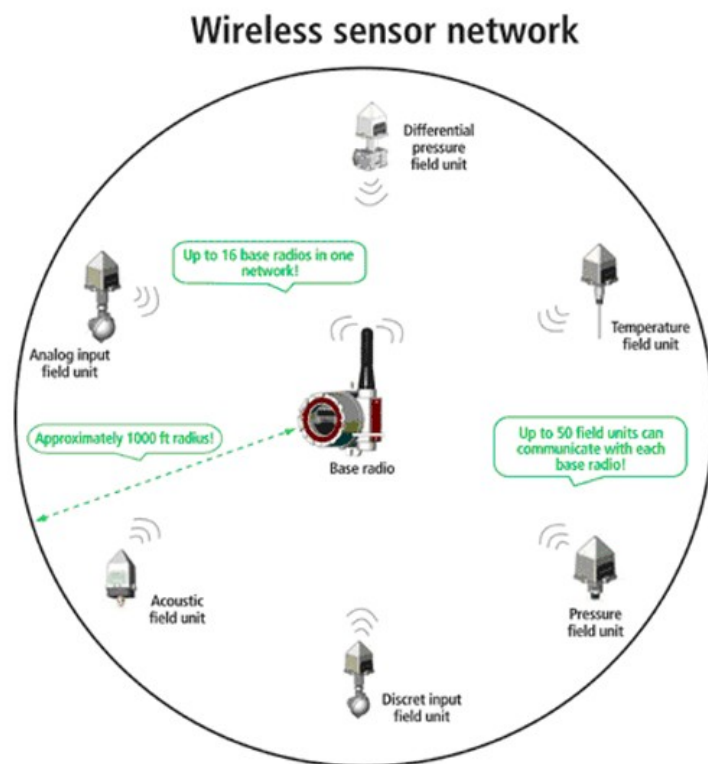 Wireless sensor network
Differential
pressure
field unit
Up to 16 base radios in one
network!
Analog input
field unit
Temperature
field unit
Approximately 1000 ft radius!
Base radio
Up to 50 field units can
communicate with each
base radio!
Acoustic
field unit
Pressure
field unit
Discret input
field unit